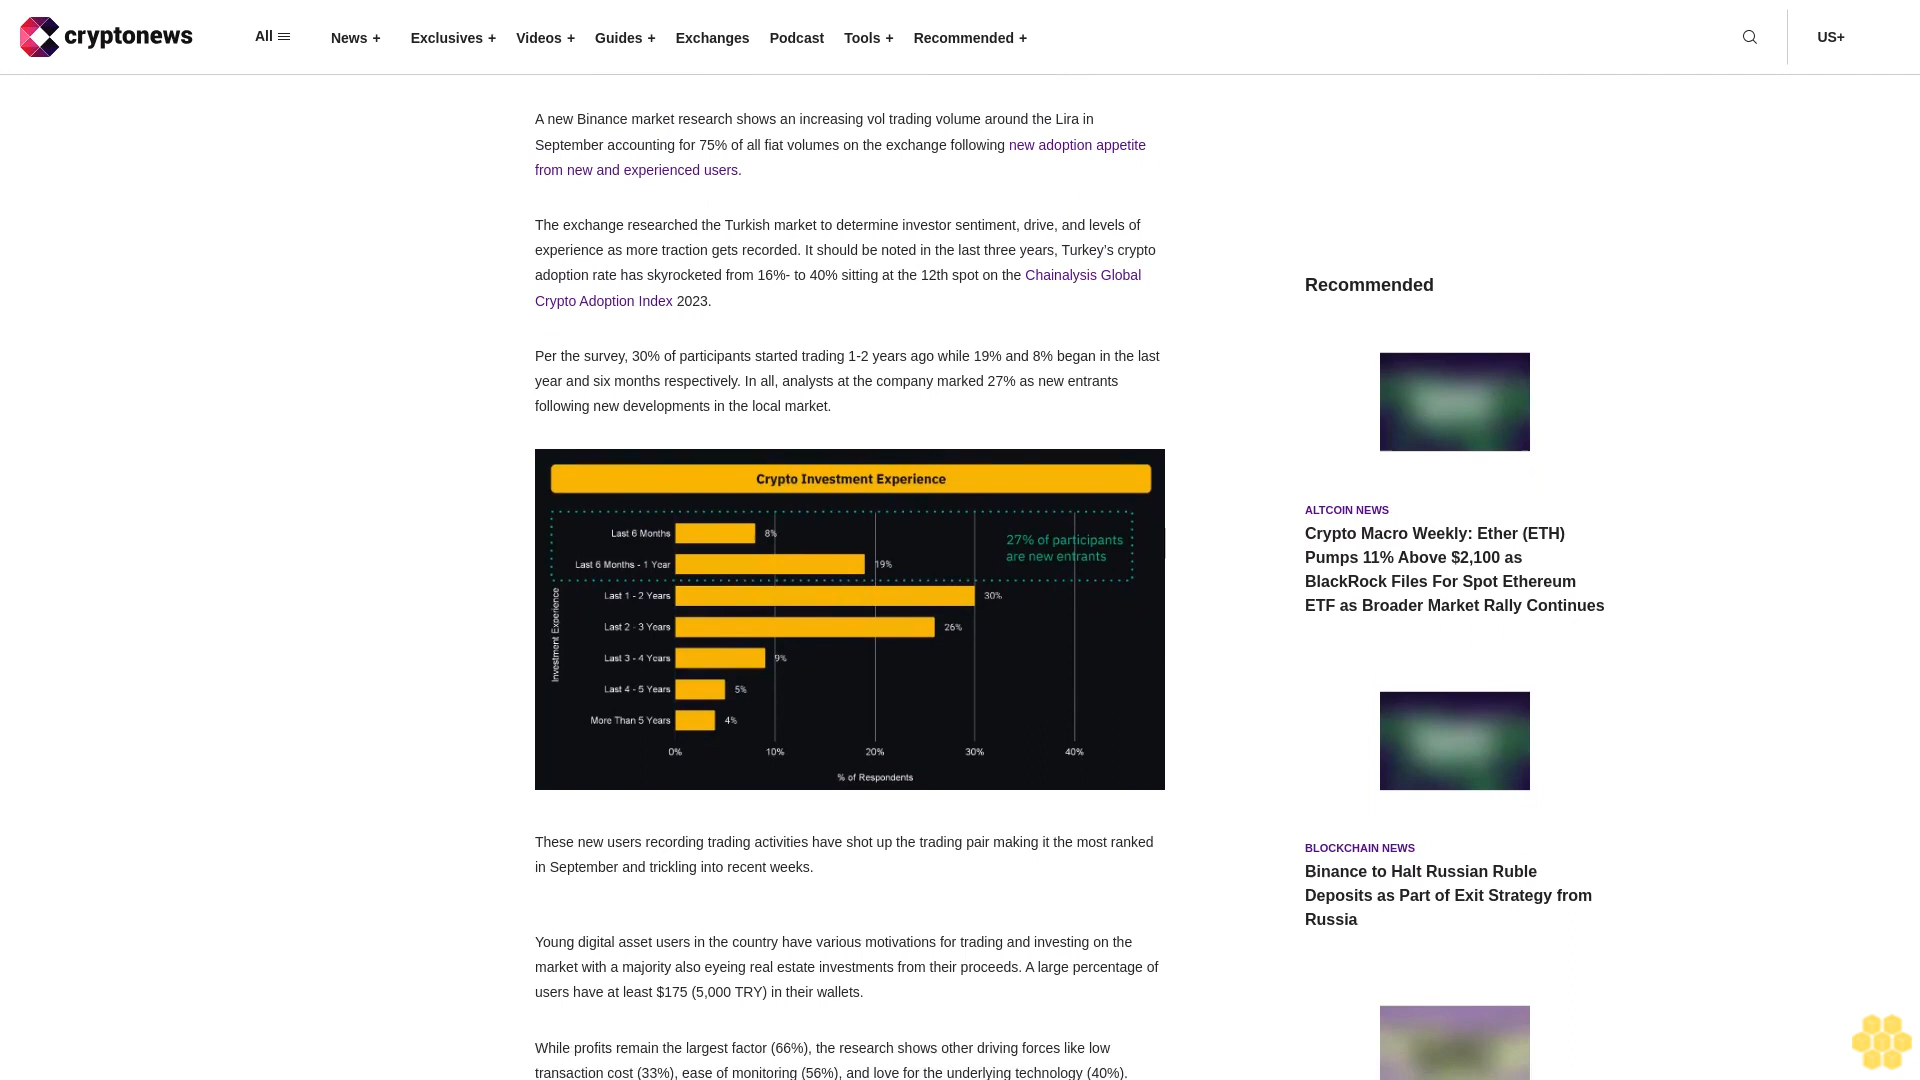 cryptonews
All
News +
Exclusives +
Videos +
Guides +
Exchanges
Podcast
Tools +
Recommended +
US+
A new Binance market research shows an increasing vol trading volume around the Lira in
September accounting for 75% of all fiat volumes on the exchange following new adoption appetite
from new and experienced users.
The exchange researched the Turkish market to determine investor sentiment, drive, and levels of
experience as more traction gets recorded. It should be noted in the last three years, Turkey’s crypto
adoption rate has skyrocketed from 16%- to 40% sitting at the 12th spot on the Chainalysis Global
Crypto Adoption Index 2023.
Per the survey, 30% of participants started trading 1-2 years ago while 19% and 8% began in the last
year and six months respectively. In all, analysts at the company marked 27% as new entrants
following new developments in the local market.
Crypto Investment Experience
27% of participants
are new entrants
Investment Experience
Last 6 Months 8%
Last 6 Months - 1 Year 19%
Last 1 - 2 Years 30%
Last 2 - 3 Years 26%
Last 3 - 4 Years 9%
Last 4 - 5 Years 5%
More Than 5 Years 4%
0% 10% 20% 30% 40%
% of Respondents
These new users recording trading activities have shot up the trading pair making it the most ranked
in September and trickling into recent weeks.
Young digital asset users in the country have various motivations for trading and investing on the
market with a majority also eyeing real estate investments from their proceeds. A large percentage of
users have at least $175 (5,000 TRY) in their wallets.
While profits remain the largest factor (66%), the research shows other driving forces like low
transaction cost (33%), ease of monitoring (56%), and love for the underlying technology (40%).
Recommended
ALTCOIN NEWS
Crypto Macro Weekly: Ether (ETH)
Pumps 11% Above $2,100 as
BlackRock Files For Spot Ethereum
ETF as Broader Market Rally Continues
BLOCKCHAIN NEWS
Binance to Halt Russian Ruble
Deposits as Part of Exit Strategy from
Russia